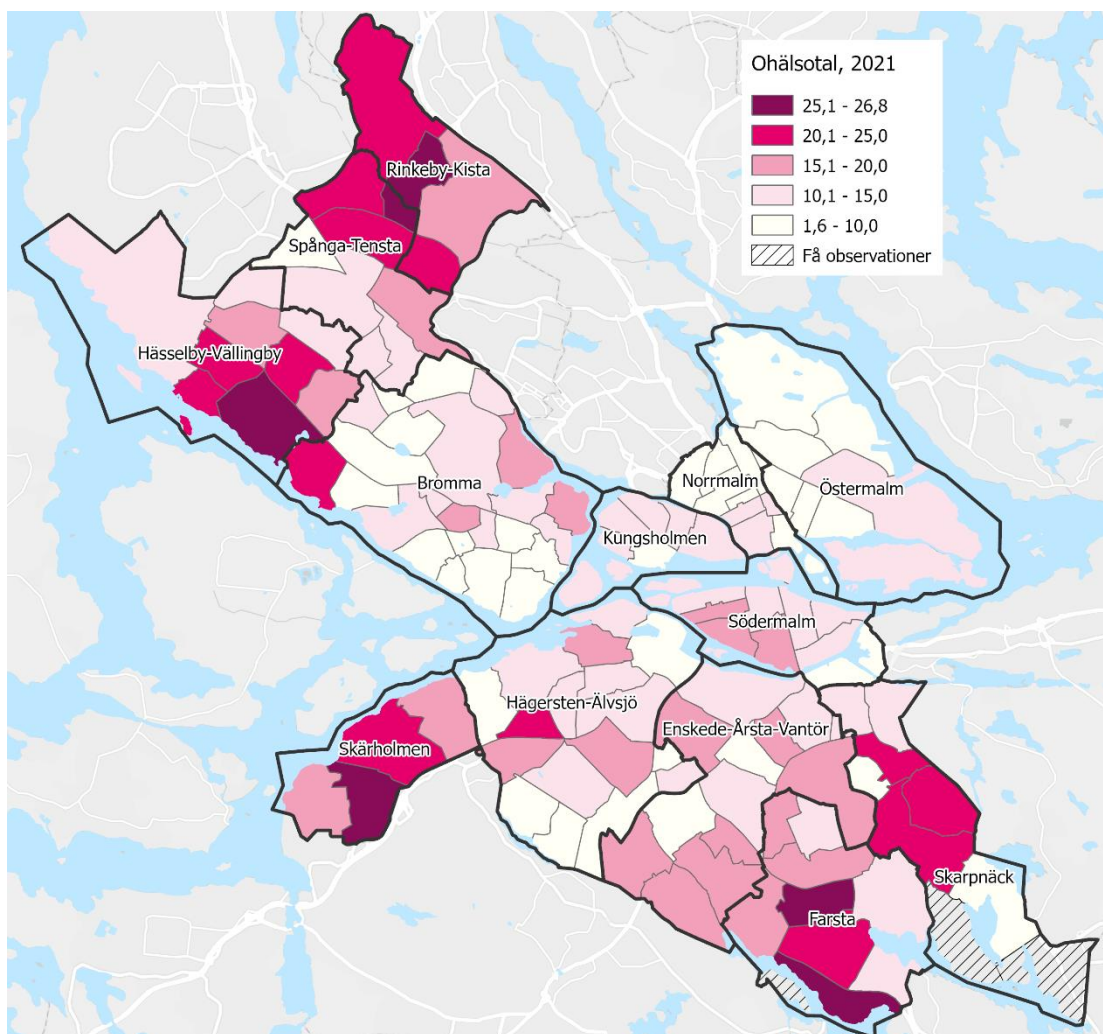 Ohälsotal, 2021
25,1 - 26,8
20,1 - 25,0
15,1 - 20,0
10,1 - 15,0
1,6 - 10,0
Få observationer
Rinkeby-Kista
Spånga-Tensta
Hässelby-Vällingby
Bromma
Norrmalm
Östermalm
Kungsholmen
Södermalm
Hägersten-Älvsjö
Enskede-Årsta-Vantör
Skärholmen
Skarpnäck
Farsta